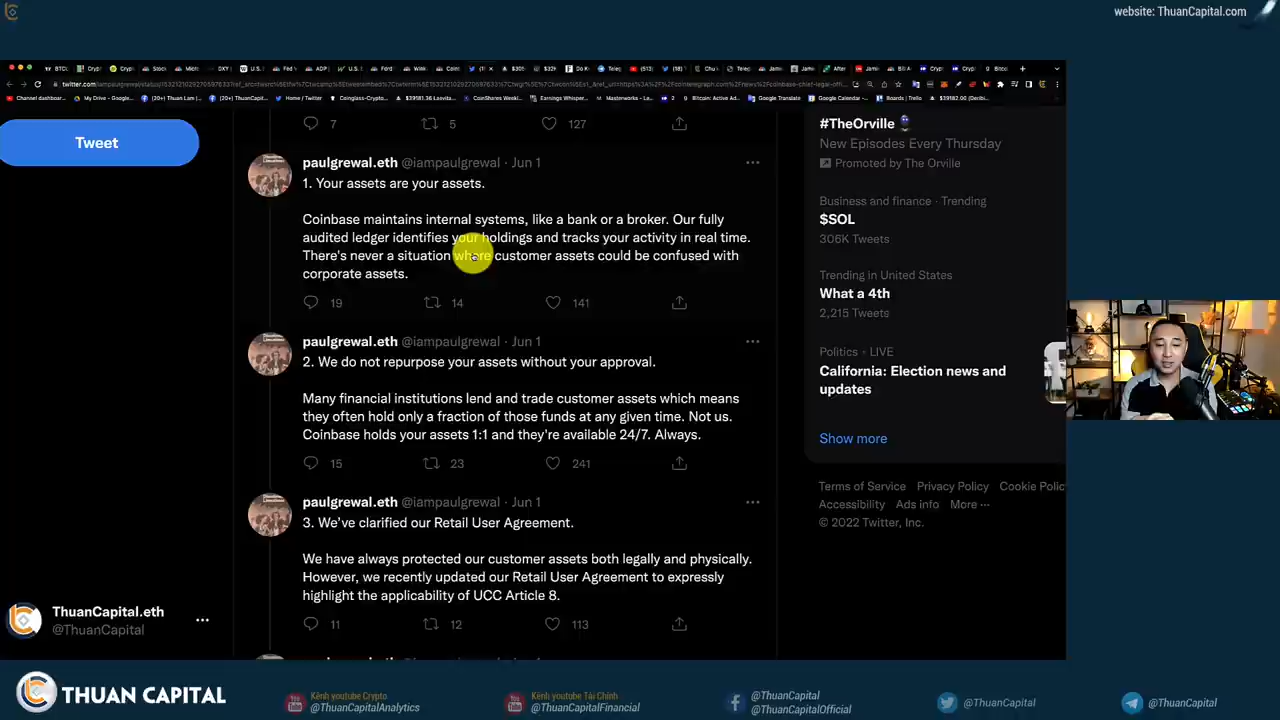 website: ThuanCapital.com
Tweet
7 5 127
paulgrewal.eth @iampaulgrewal · Jun 1
1. Your assets are your assets.
Coinbase maintains internal systems, like a bank or a broker. Our fully
audited ledger identifies your holdings and tracks your activity in real time.
There's never a situation where customer assets could be confused with
corporate assets.
19 14 141
paulgrewal.eth @iampaulgrewal · Jun 1
2. We do not repurpose your assets without your approval.
Many financial institutions lend and trade customer assets which means
they often hold only a fraction of those funds at any given time. Not us.
Coinbase holds your assets 1:1 and they're available 24/7. Always.
15 23 241
paulgrewal.eth @iampaulgrewal · Jun 1
3. We've clarified our Retail User Agreement.
We have always protected our customer assets both legally and physically.
However, we recently updated our Retail User Agreement to expressly
highlight the applicability of UCC Article 8.
11 12 113
#TheOrville
New Episodes Every Thursday
Promoted by The Orville
Business and finance · Trending
$SOL
306K Tweets
Trending in United States
What a 4th
2,215 Tweets
Politics · LIVE
California: Election news and
updates
Show more
Terms of Service Privacy Policy Cookie Polic
Accessibility Ads info More ···
© 2022 Twitter, Inc.
ThuanCapital.eth
@ThuanCapital
THUAN CAPITAL
Kênh youtube Crypto
@ThuanCapitalAnalytics
Kênh youtube Tài Chính
@ThuanCapitalFinancial
@ThuanCapital
@ThuanCapitalOfficial
@ThuanCapital
@ThuanCapital